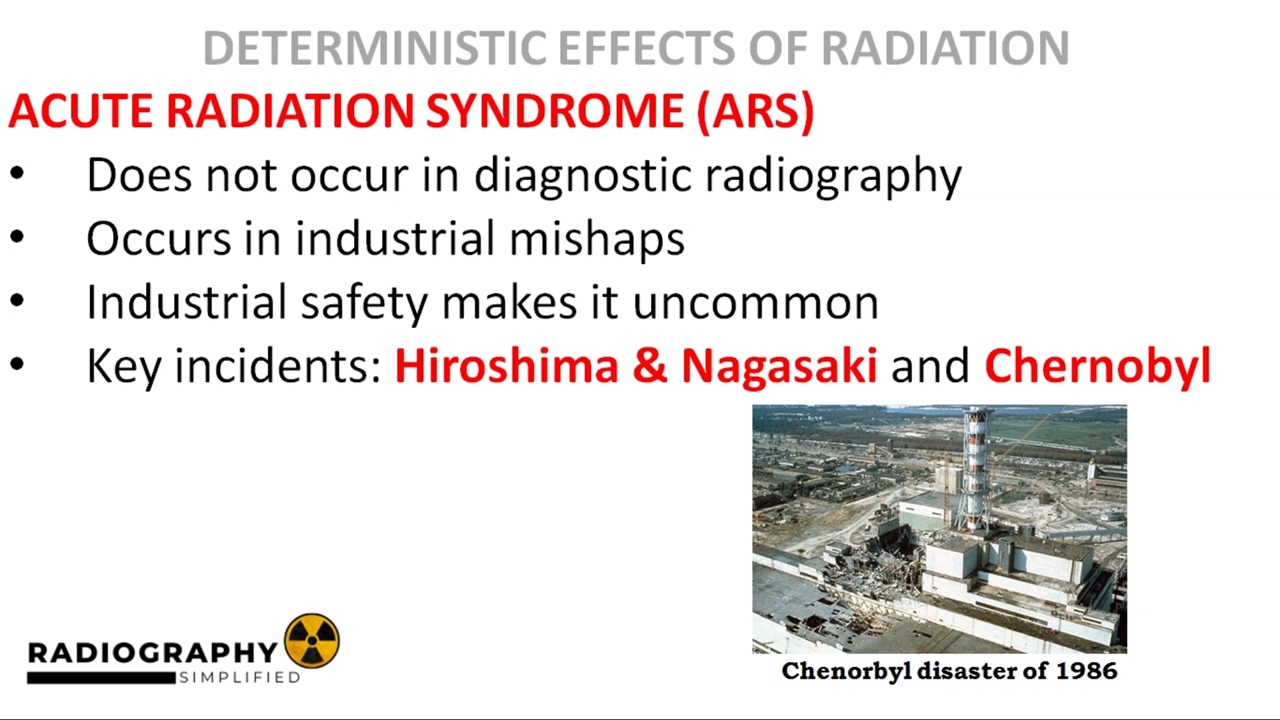 DETERMINISTIC EFFECTS OF RADIATION
ACUTE RADIATION SYNDROME (ARS)
• Does not occur in diagnostic radiography
• Occurs in industrial mishaps
• Industrial safety makes it uncommon
• Key incidents: Hiroshima & Nagasaki and Chernobyl
Chenorbyl disaster of 1986
RADIOGRAPHY
SIMPLIFIED